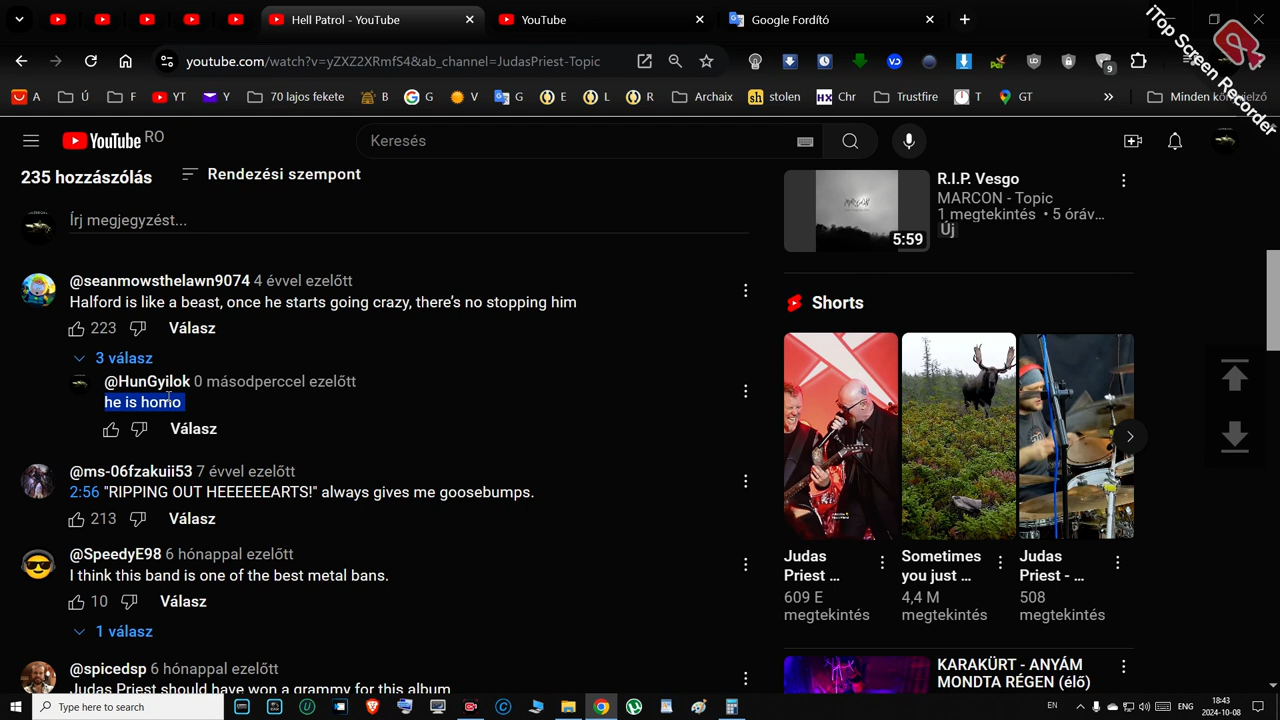 Hell Patrol - YouTube
YouTube
Google Fordító
iTop Screen Recorder
youtube.com/watch?v=yZXZ2XRmfS4&ab_channel=JudasPriest-Topic
9
A
Ú
F
YT
Y
70 lajos fekete
B
G
V
G
E
L
R
Archaix
stolen
Chr
Trustfire
T
GT
Minden könyvjelző
YouTube RO
Keresés
235 hozzászólás
Rendezési szempont
Írj megjegyzést...
@seanmowsthelawn9074 4 évvel ezelőtt
Halford is like a beast, once he starts going crazy, there's no stopping him
223
Válasz
3 válasz
@HunGyilok 0 másodperccel ezelőtt
he is homo
Válasz
@ms-06fzakuii53 7 évvel ezelőtt
2:56 "RIPPING OUT HEEEEEEARTS!" always gives me goosebumps.
213
Válasz
@SpeedyE98 6 hónappal ezelőtt
I think this band is one of the best metal bans.
10
Válasz
1 válasz
@spicedsp 6 hónappal ezelőtt
Judas Priest should have won a grammy for this album
5:59
R.I.P. Vesgo
MARCON - Topic
1 megtekintés • 5 óráv...
Új
Shorts
Judas
Priest ...
609 E
megtekintés
Sometimes
you just ...
4,4 M
megtekintés
Judas
Priest - ...
508
megtekintés
KARAKÜRT - ANYÁM
MONDTA RÉGEN (élő)
Type here to search
EN
ENG
18:43
2024-10-08